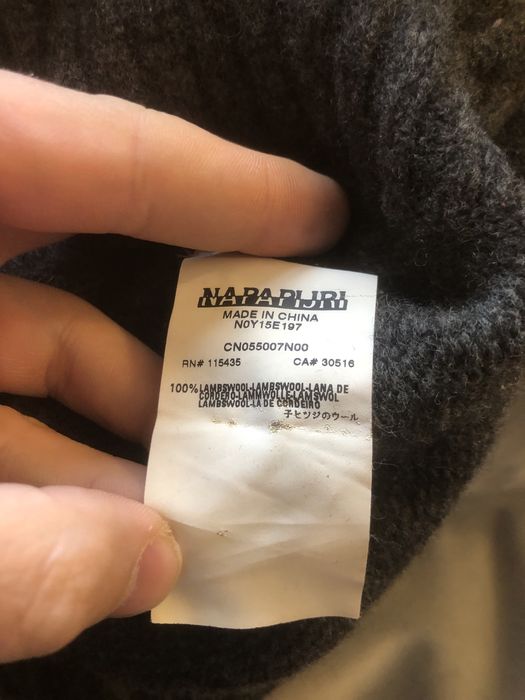 NAPAPIJRI
MADE IN CHINA
N0Y15E197
CN055007N00
RN# 115435 CA# 30516
100% LAMBSWOOL-LAMBSWOOL-LANA DE
CORDERO-LAMMWOLLE-LAMSWOL
LAMBSWOOL-LA DE CORDEIRO
子ヒツジのウール